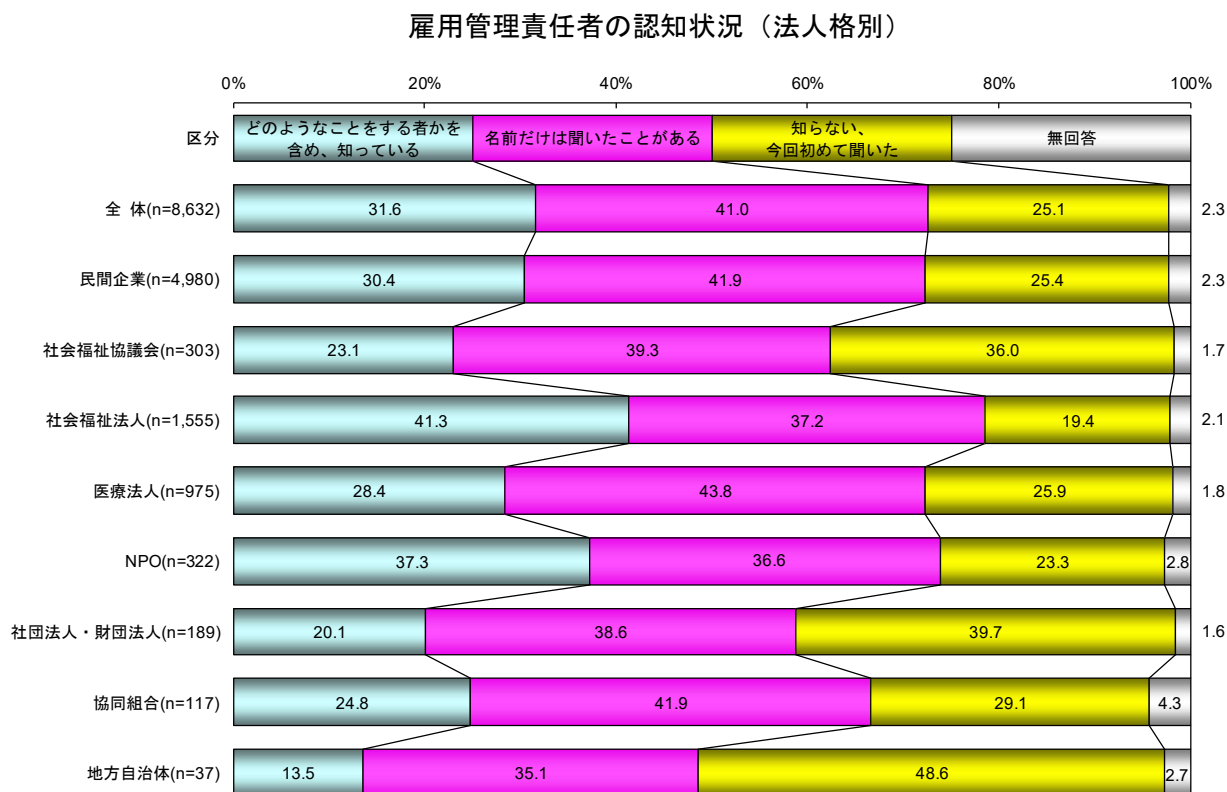 雇用管理責任者の認知状況（法人格別）
0% 20% 40% 60% 80% 100%
区分
どのようなことをする者かを
含め、知っている
名前だけは聞いたことがある
知らない、
今回初めて聞いた
無回答
全 体(n=8,632) 31.6 41.0 25.1 2.3
民間企業(n=4,980) 30.4 41.9 25.4 2.3
社会福祉協議会(n=303) 23.1 39.3 36.0 1.7
社会福祉法人(n=1,555) 41.3 37.2 19.4 2.1
医療法人(n=975) 28.4 43.8 25.9 1.8
NPO(n=322) 37.3 36.6 23.3 2.8
社団法人・財団法人(n=189) 20.1 38.6 39.7 1.6
協同組合(n=117) 24.8 41.9 29.1 4.3
地方自治体(n=37) 13.5 35.1 48.6 2.7